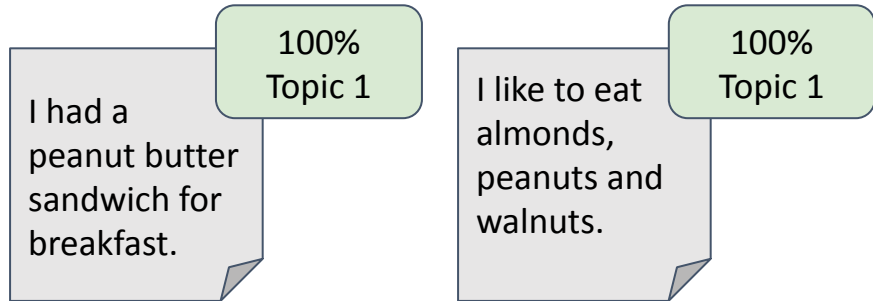 100%
Topic 1
I had a
peanut butter
sandwich for
breakfast.
100%
Topic 1
I like to eat
almonds,
peanuts and
walnuts.